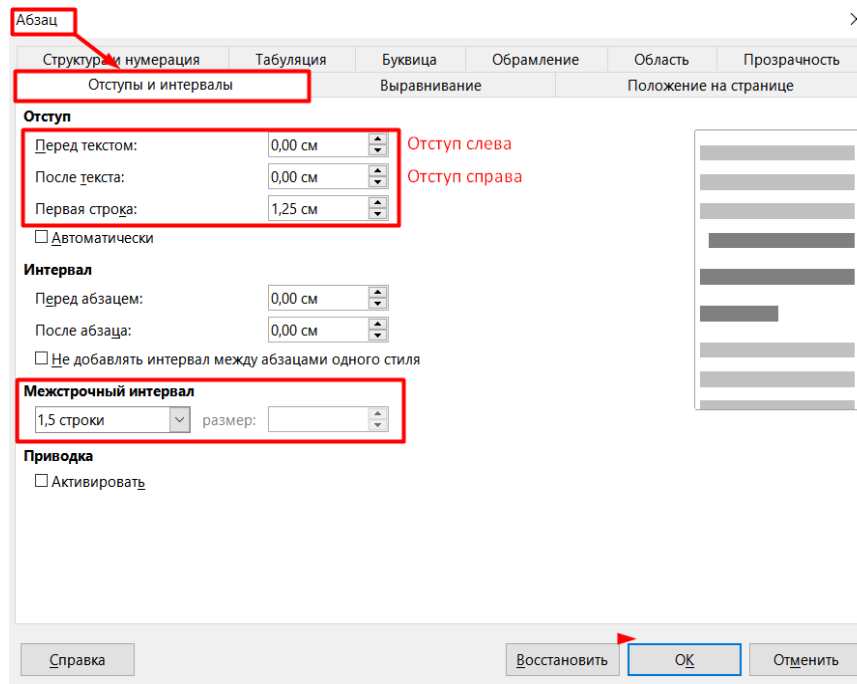 Абзац
Структура и нумерация Табуляция Буквица Обрамление Область Прозрачность
Отступы и интервалы Выравнивание Положение на странице
Отступ
Перед текстом: 0,00 см Отступ слева
После текста: 0,00 см Отступ справа
Первая строка: 1,25 см
Автоматически
Интервал
Перед абзацем: 0,00 см
После абзаца: 0,00 см
Не добавлять интервал между абзацами одного стиля
Межстрочный интервал
1,5 строки размер:
Приводка
Активировать
Справка Восстановить ОК Отменить